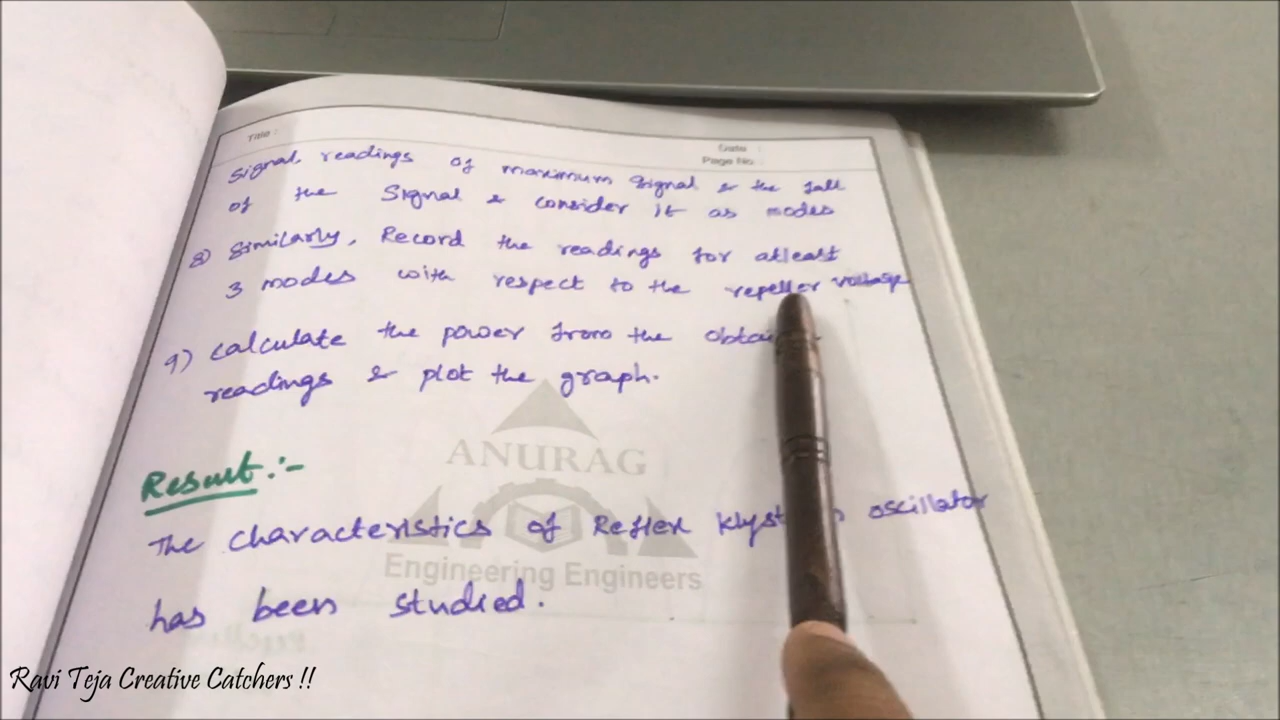 Title :
Date :
Page No :
Signal, readings of maximum signal & the fall
of the Signal & consider it as modes
8) Similarly, Record the readings for atleast
3 modes with respect to the repeller voltage
9) Calculate the power from the
readings & plot the graph.
ANURAG
Result :-
The characteristics of Reflex oscillator
Engineering Engineers
has been studied.
Ravi Teja Creative Catchers !!